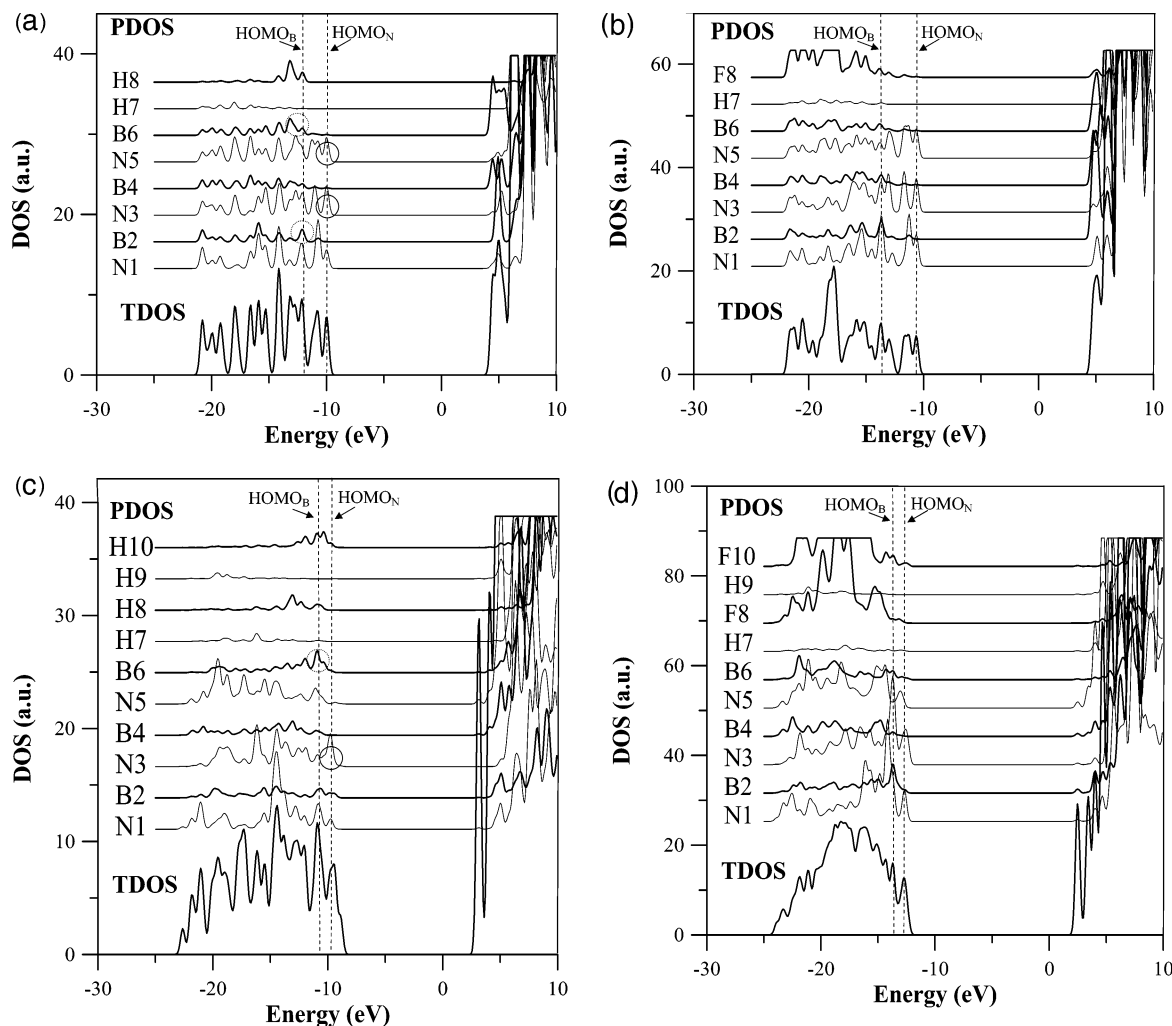 (a)
PDOS
HOMO_B
HOMO_N
40
H8
H7
B6
N5
B4
N3
B2
N1
20
TDOS
0
DOS (a.u.)
-30 -20 -10 0 10
Energy (eV)
(b)
PDOS
HOMO_B
HOMO_N
60
F8
H7
B6
N5
40
B4
N3
B2
N1
20
TDOS
0
DOS (a.u.)
-30 -20 -10 0 10
Energy (eV)
(c)
PDOS
HOMO_B
HOMO_N
40
H10
H9
H8
30
H7
B6
N5
B4
20
N3
B2
N1
10
TDOS
0
DOS (a.u.)
-30 -20 -10 0 10
Energy (eV)
(d)
PDOS
HOMO_B
HOMO_N
100
F10
80
H9
F8
H7
60
B6
N5
B4
40
N3
B2
N1
20
TDOS
0
DOS (a.u.)
-30 -20 -10 0 10
Energy (eV)